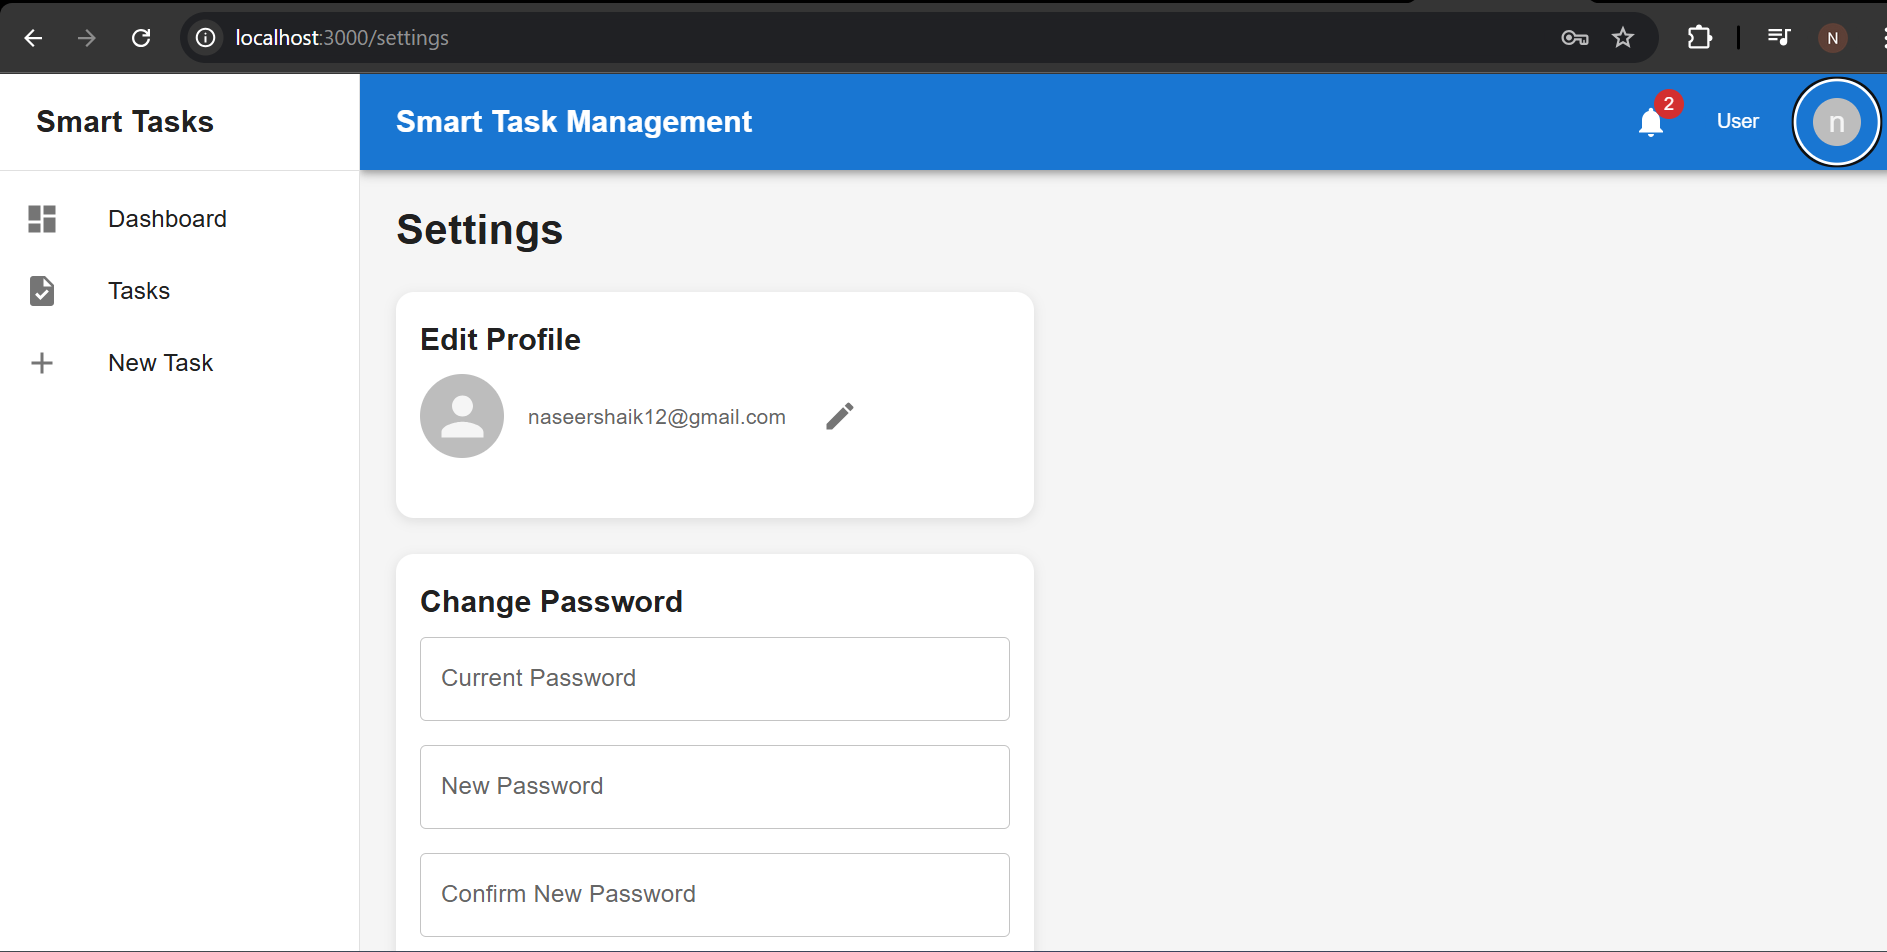 localhost:3000/settings
N
Smart Tasks
Smart Task Management
2
User
n
Dashboard
Tasks
New Task
Settings
Edit Profile
naseershaik12@gmail.com
Change Password
Current Password
New Password
Confirm New Password